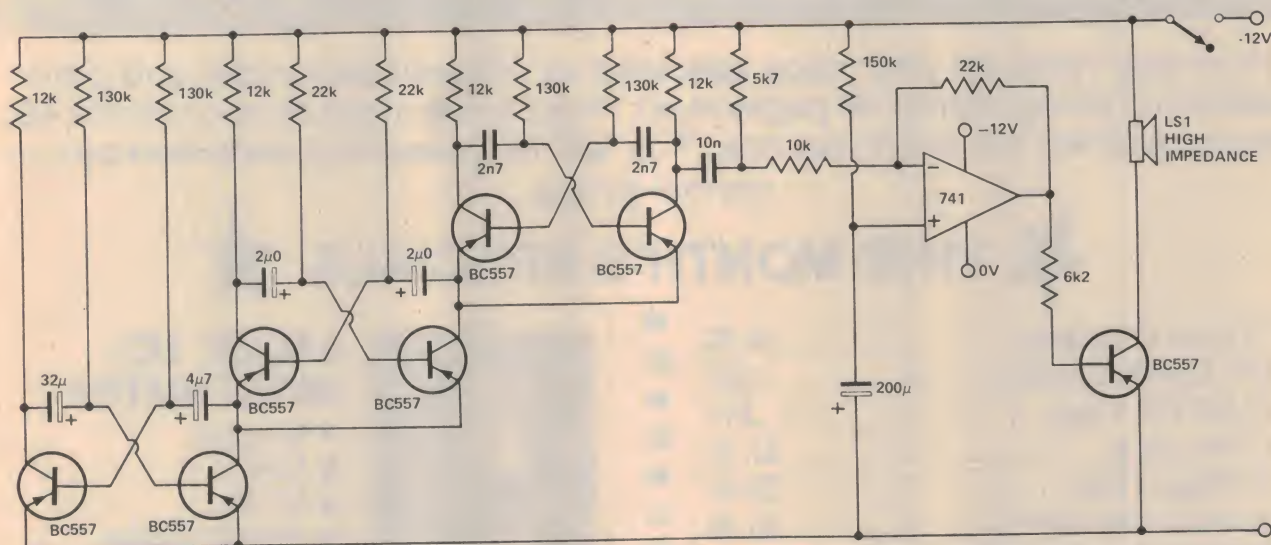 -12V
12k
130k
130k
12k
22k
22k
12k
130k
130k
12k
5k7
150k
22k
2n7
2n7
10n
10k
−12V
LS1
HIGH
IMPEDANCE
−
741
+
BC557
BC557
0V
6k2
2µ0
+
2µ0
+
BC557
BC557
BC557
32µ
+
4µ7
+
200µ
+
BC557
BC557